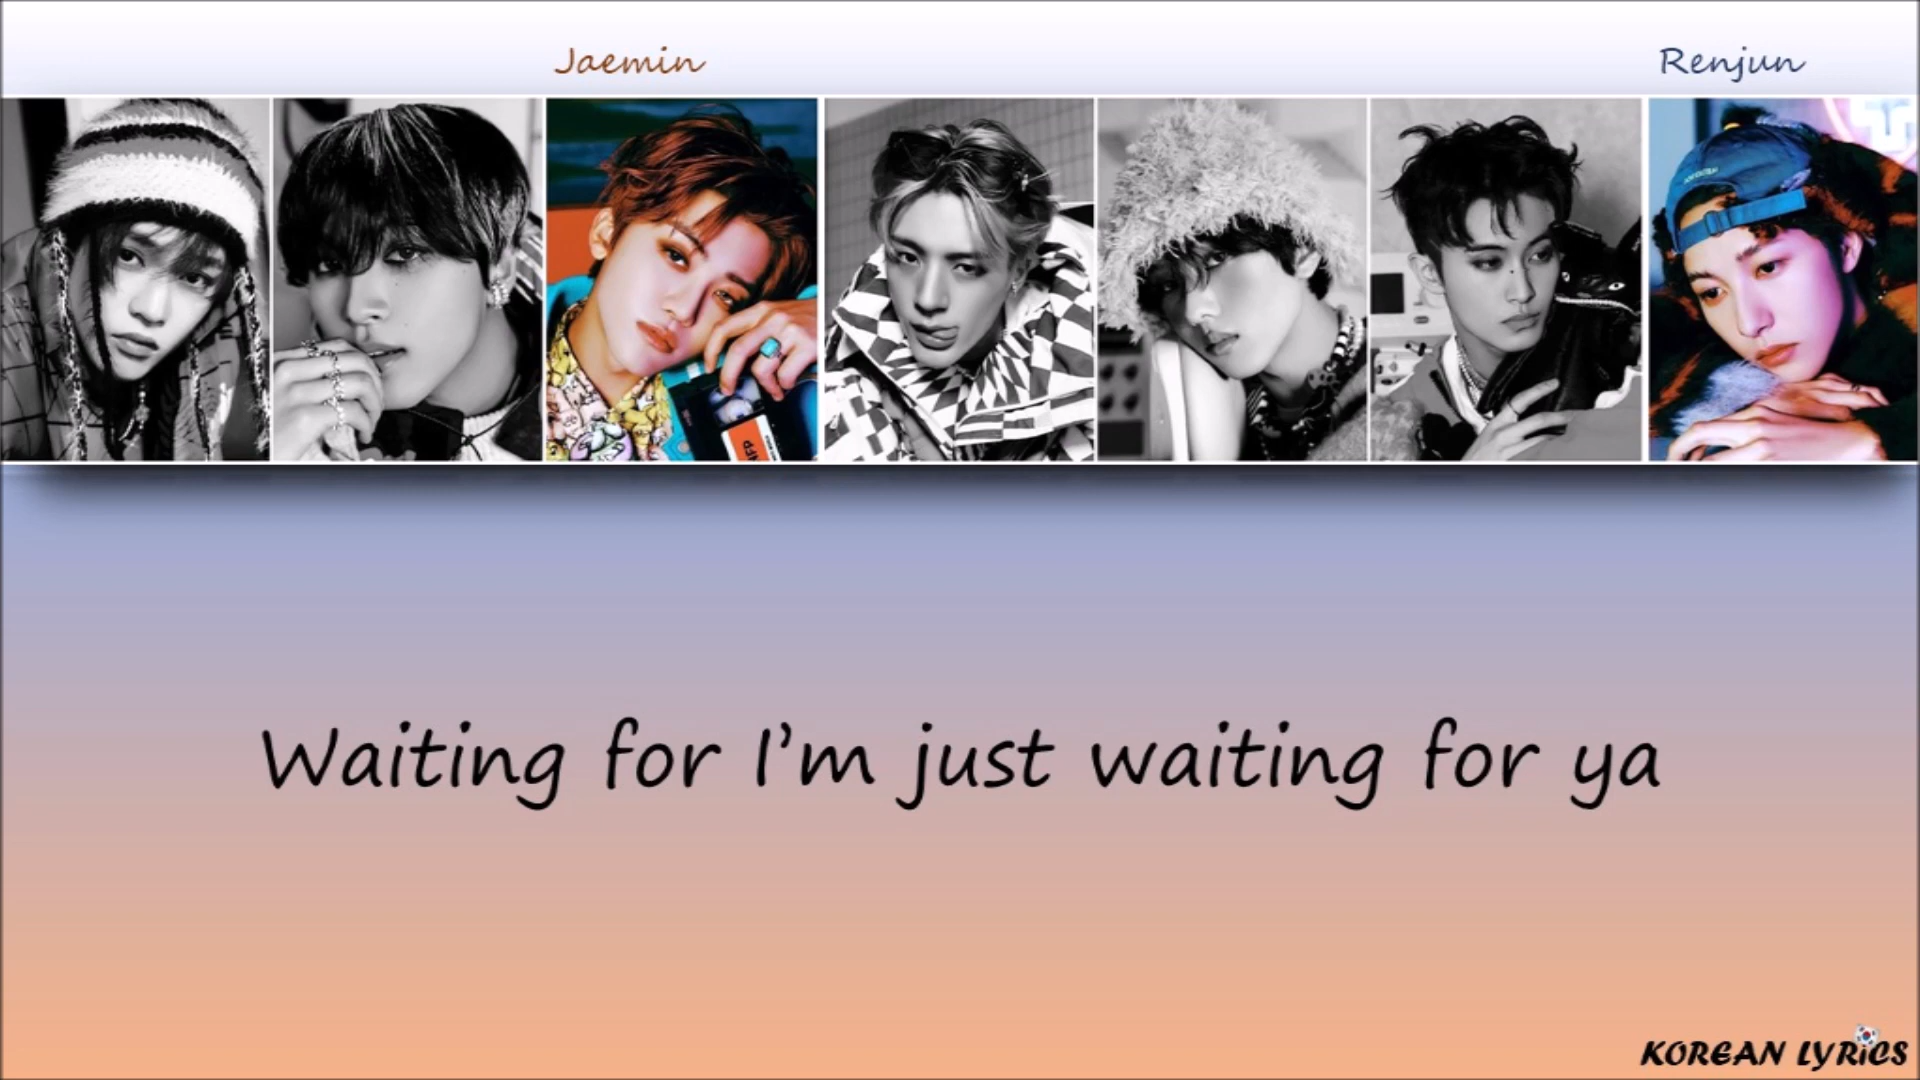 Jaemin
Renjun
Waiting for I'm just waiting for ya
KOREAN LYRiCS